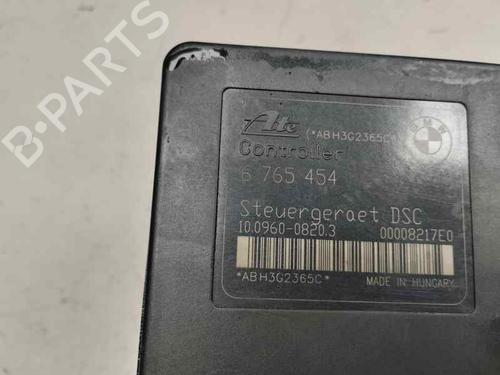 Ate (*ABH3G2365C*)
BMW
Controller
6 765 454
Steuergeraet DSC
10.0960-0820.3 00008217E0
*ABH3G2365C* MADE IN HUNGARY
B-PARTS